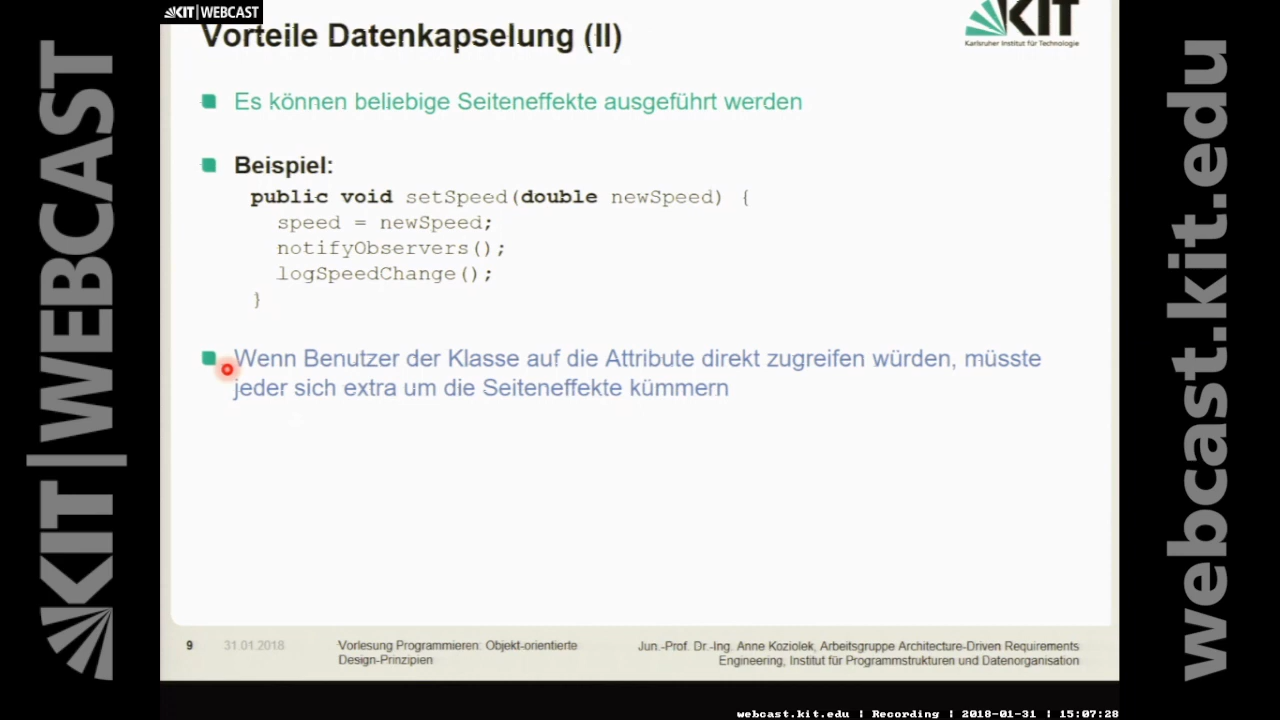 KIT|WEBCAST
Vorteile Datenkapselung (II)
KIT
Karlsruher Institut für Technologie
Es können beliebige Seiteneffekte ausgeführt werden
Beispiel:
public void setSpeed(double newSpeed) {
speed = newSpeed;
notifyObservers();
logSpeedChange();
}
Wenn Benutzer der Klasse auf die Attribute direkt zugreifen würden, müsste
jeder sich extra um die Seiteneffekte kümmern
9
31.01.2018
Vorlesung Programmieren: Objekt-orientierte
Design-Prinzipien
Jun.-Prof. Dr.-Ing. Anne Koziolek, Arbeitsgruppe Architecture-Driven Requirements
Engineering, Institut für Programmstrukturen und Datenorganisation
KIT|WEBCAST
webcast.kit.edu
webcast.kit.edu | Recording | 2018-01-31 | 15:07:28